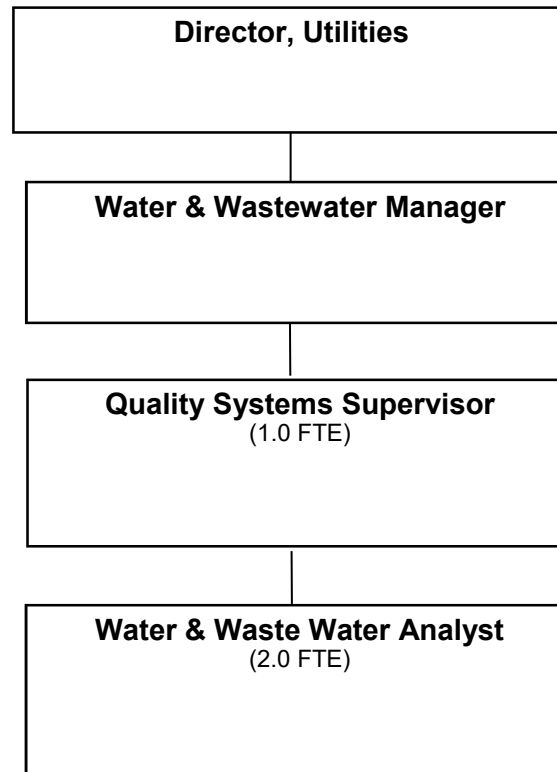 Director, Utilities
Water & Wastewater Manager
Quality Systems Supervisor
(1.0 FTE)
Water & Waste Water Analyst
(2.0 FTE)